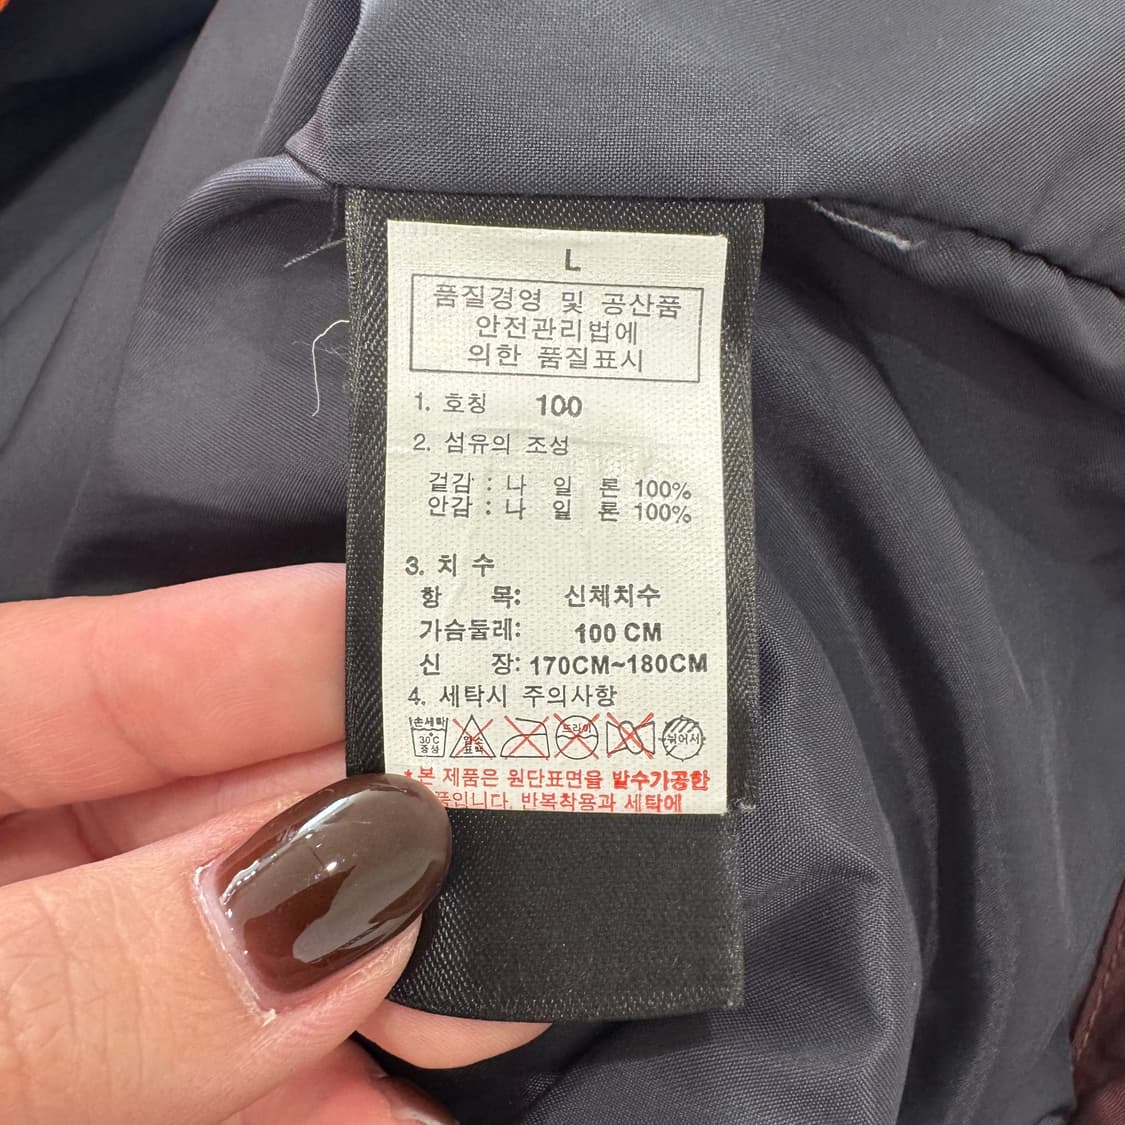 L
품질경영 및 공산품
안전관리법에
의한 품질표시
1. 호칭 100
2. 섬유의 조성
겉감 : 나 일 론 100%
안감 : 나 일 론 100%
3. 치 수
항 목: 신체치수
가슴둘레: 100 CM
신 장: 170CM~180CM
4. 세탁시 주의사항
손세탁 30°C 중성 염소 표백 드라이 뉘어서
*본 제품은 원단표면을 발수가공한
품입니다. 반복착용과 세탁에